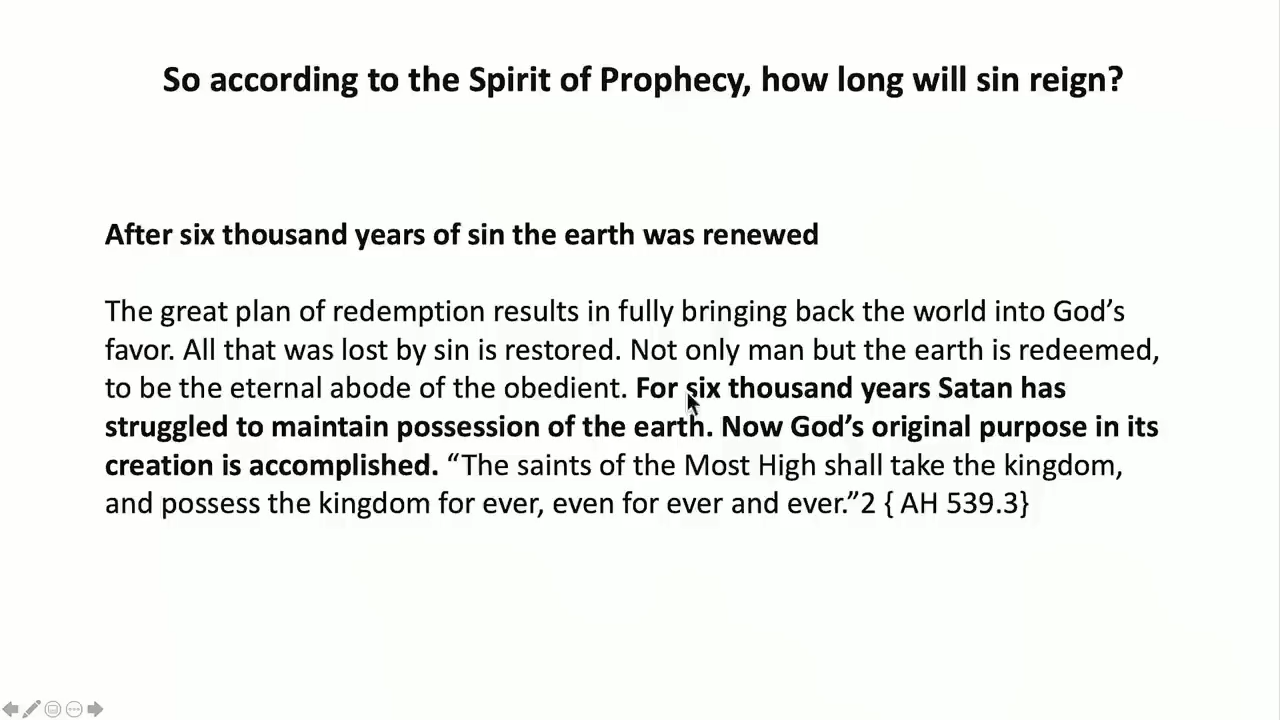 So according to the Spirit of Prophecy, how long will sin reign?
After six thousand years of sin the earth was renewed
The great plan of redemption results in fully bringing back the world into God’s
favor. All that was lost by sin is restored. Not only man but the earth is redeemed,
to be the eternal abode of the obedient. For six thousand years Satan has
struggled to maintain possession of the earth. Now God’s original purpose in its
creation is accomplished. “The saints of the Most High shall take the kingdom,
and possess the kingdom for ever, even for ever and ever.”2 { AH 539.3}